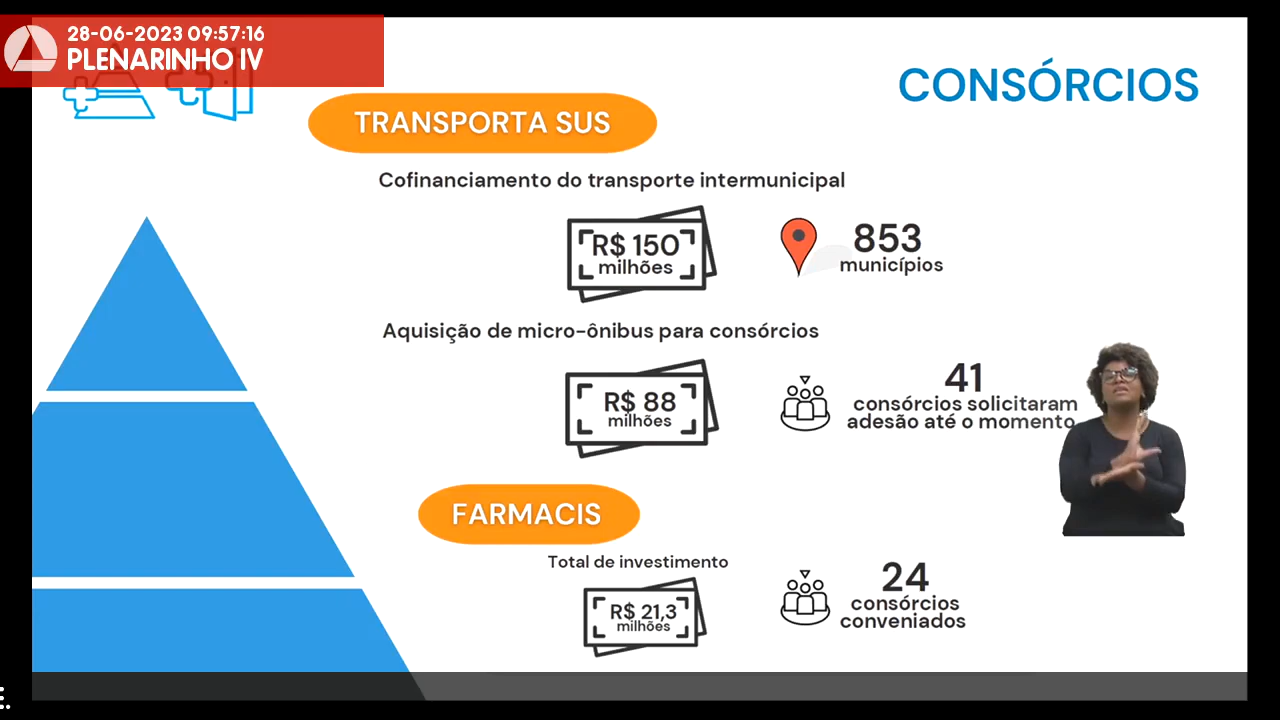 28-06-2023 09:57:16
PLENARINHO IV
CONSÓRCIOS
TRANSPORTA SUS
Cofinanciamento do transporte intermunicipal
R$ 150
milhões
853
municípios
Aquisição de micro-ônibus para consórcios
R$ 88
milhões
41
consórcios solicitaram
adesão até o momento
FARMACIS
Total de investimento
R$ 21,3
milhões
24
consórcios
conveniados